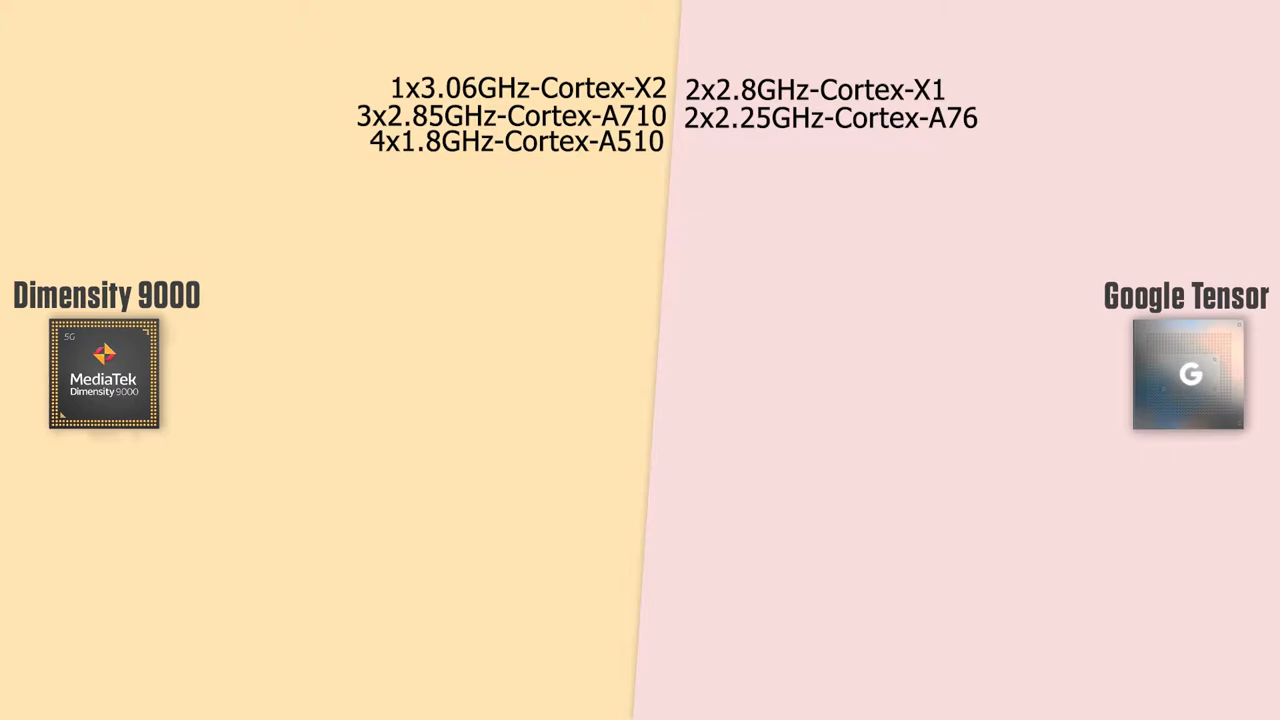 1x3.06GHz-Cortex-X2
3x2.85GHz-Cortex-A710
4x1.8GHz-Cortex-A510
2x2.8GHz-Cortex-X1
2x2.25GHz-Cortex-A76
Dimensity 9000
5G
MediaTek
Dimensity 9000
Google Tensor
G